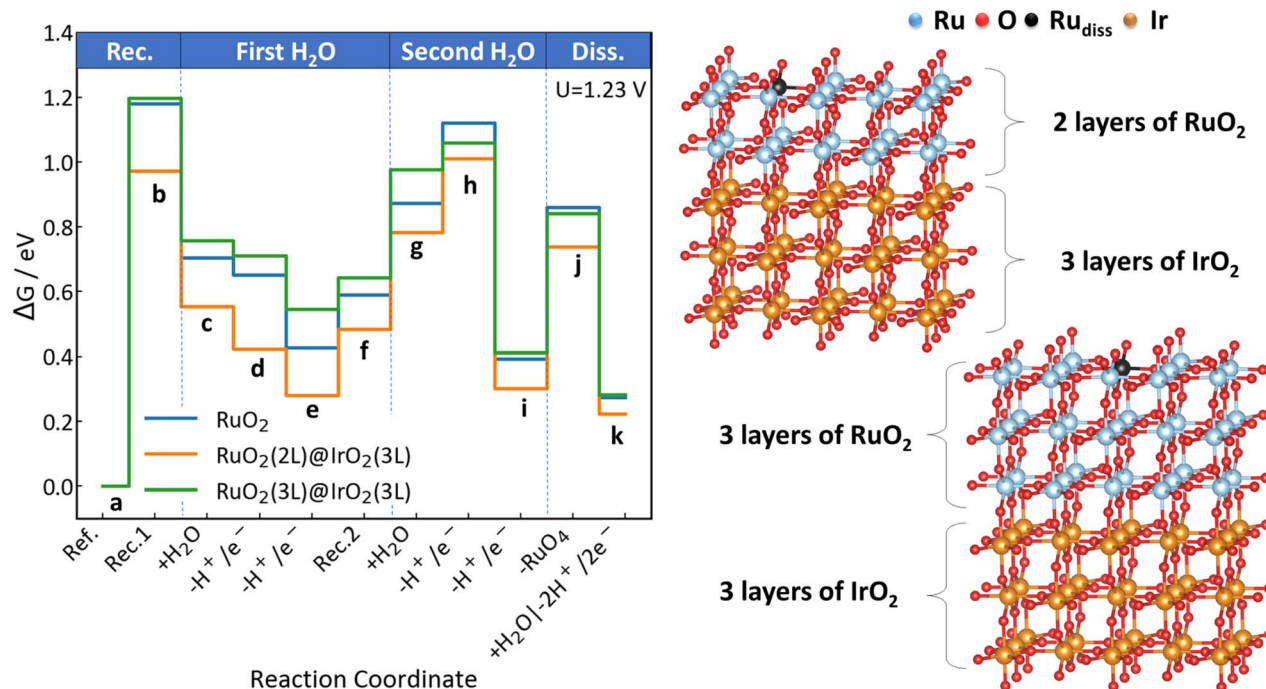 Rec. First H₂O Second H₂O Diss.
U=1.23 V
ΔG / eV
1.4
1.2
1.0
0.8
0.6
0.4
0.2
0.0
a
b
c
d
e
f
g
h
i
j
k
RuO₂
RuO₂(2L)@IrO₂(3L)
RuO₂(3L)@IrO₂(3L)
Ref.
Rec.1
+H₂O
-H⁺/e⁻
-H⁺/e⁻
Rec.2
+H₂O
-H⁺/e⁻
-H⁺/e⁻
-RuO₄
+H₂O|-2H⁺/2e⁻
Reaction Coordinate
Ru O Ru_diss Ir
2 layers of RuO₂
3 layers of IrO₂
3 layers of RuO₂
3 layers of IrO₂